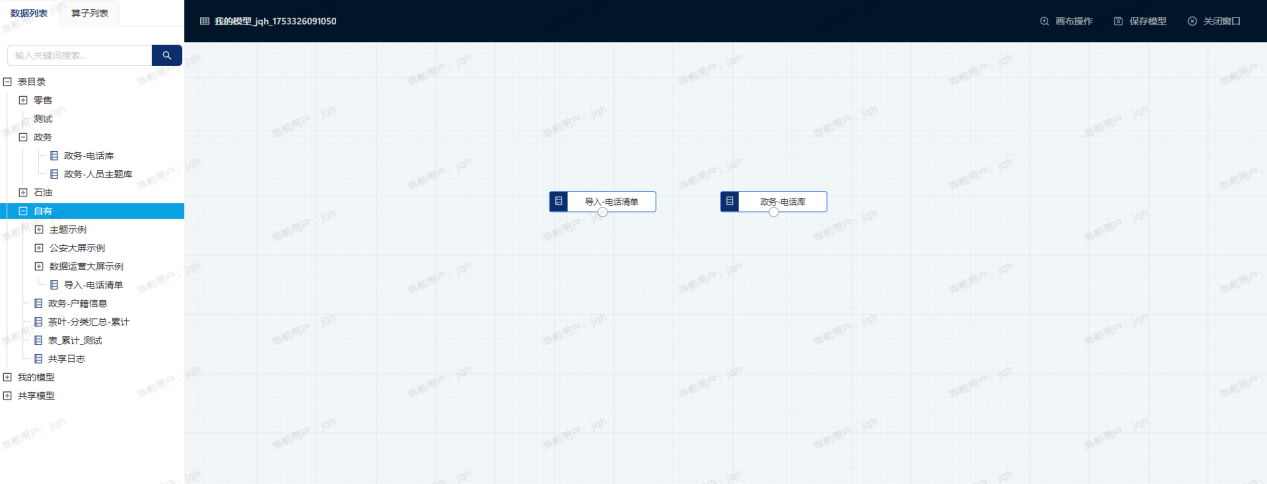 数据列表 算子列表
我的模型_jqh_1753326091050
画布操作 保存模型 关闭窗口
输入关键词搜索...
表目录
零售
测试
政务
政务-电话库
政务-人员主题库
石油
自有
主题示例
公安大屏示例
数据运营大屏示例
导入-电话清单
政务-户籍信息
茶叶-分类汇总-累计
表_累计_测试
共享日志
我的模型
共享模型
导入-电话清单
政务-电话库
当前用户：jqh